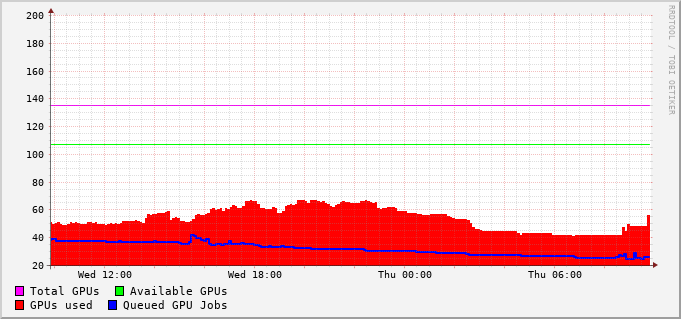 200
180
160
140
120
100
80
60
40
20
Wed 12:00 Wed 18:00 Thu 00:00 Thu 06:00
Total GPUs Available GPUs
GPUs used Queued GPU Jobs
RRDTOOL / TOBI OETIKER